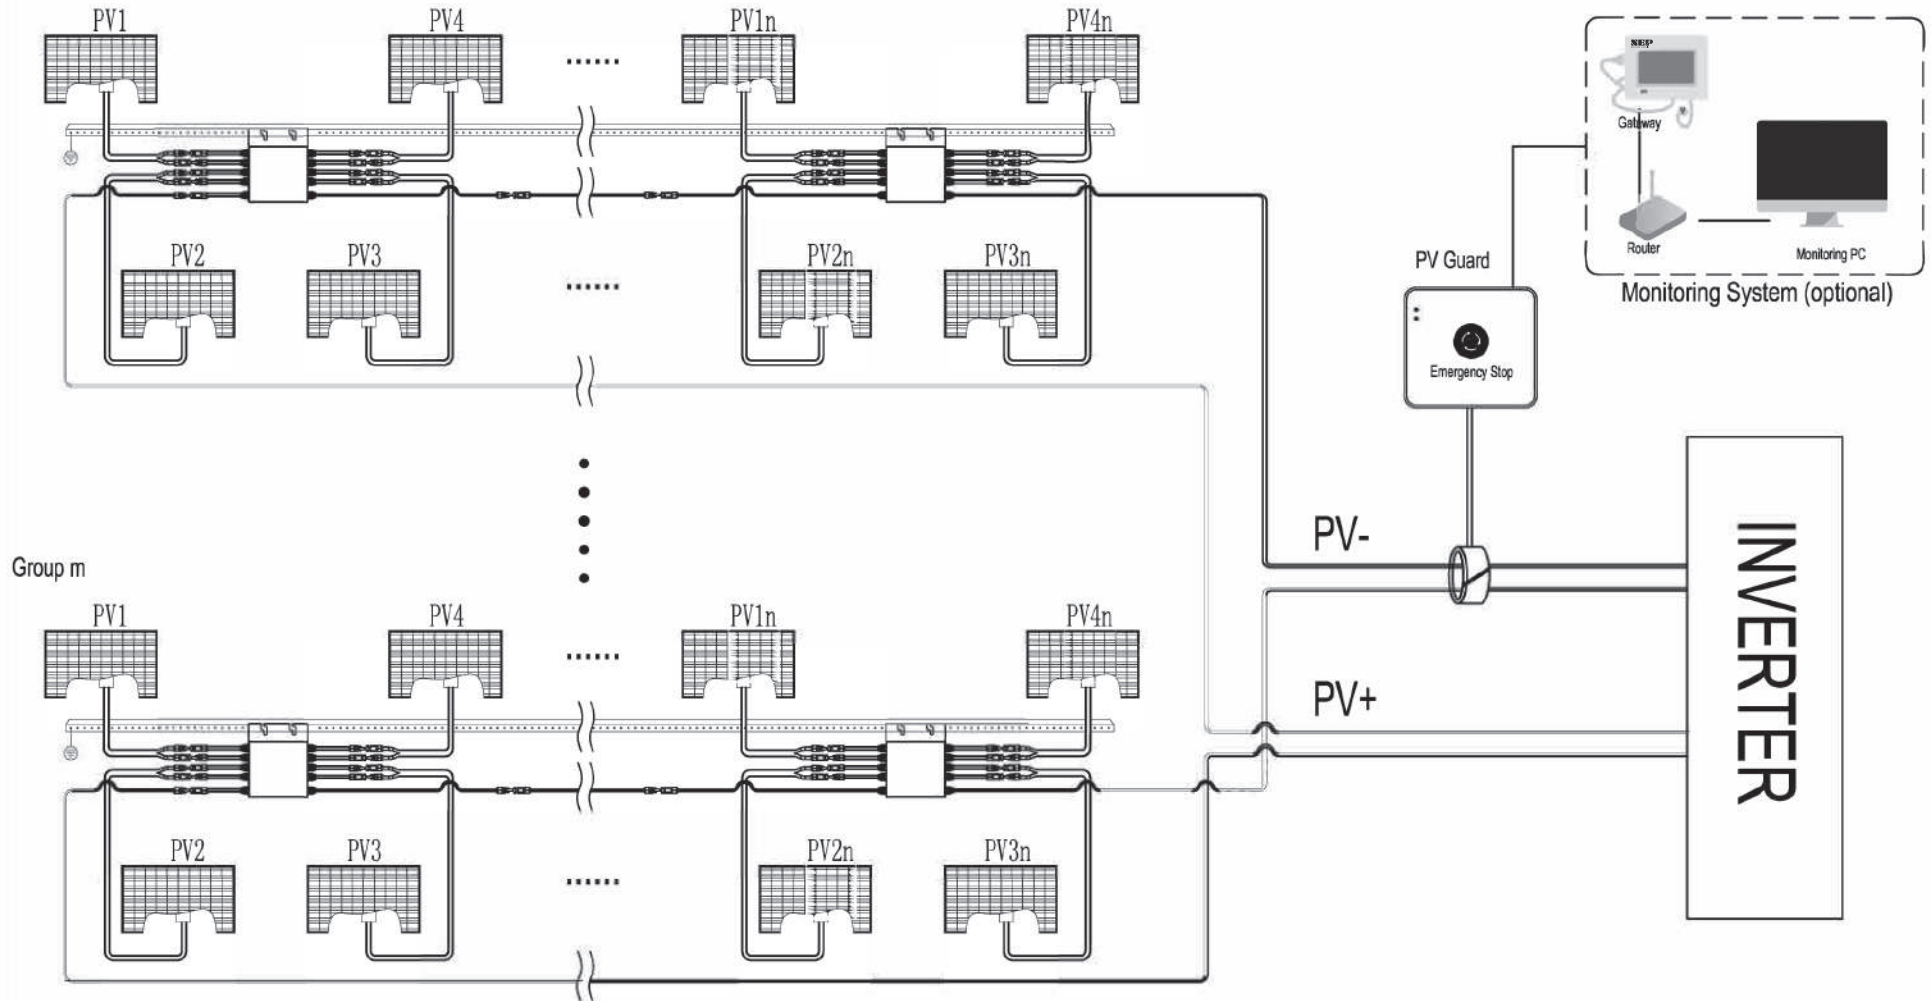 PV1
PV4
PV1n
PV4n
PV2
PV3
PV2n
PV3n
NEP
Gateway
Router
Monitoring PC
Monitoring System (optional)
PV Guard
Emergency Stop
PV-
PV+
INVERTER
Group m
PV1
PV4
PV1n
PV4n
PV2
PV3
PV2n
PV3n